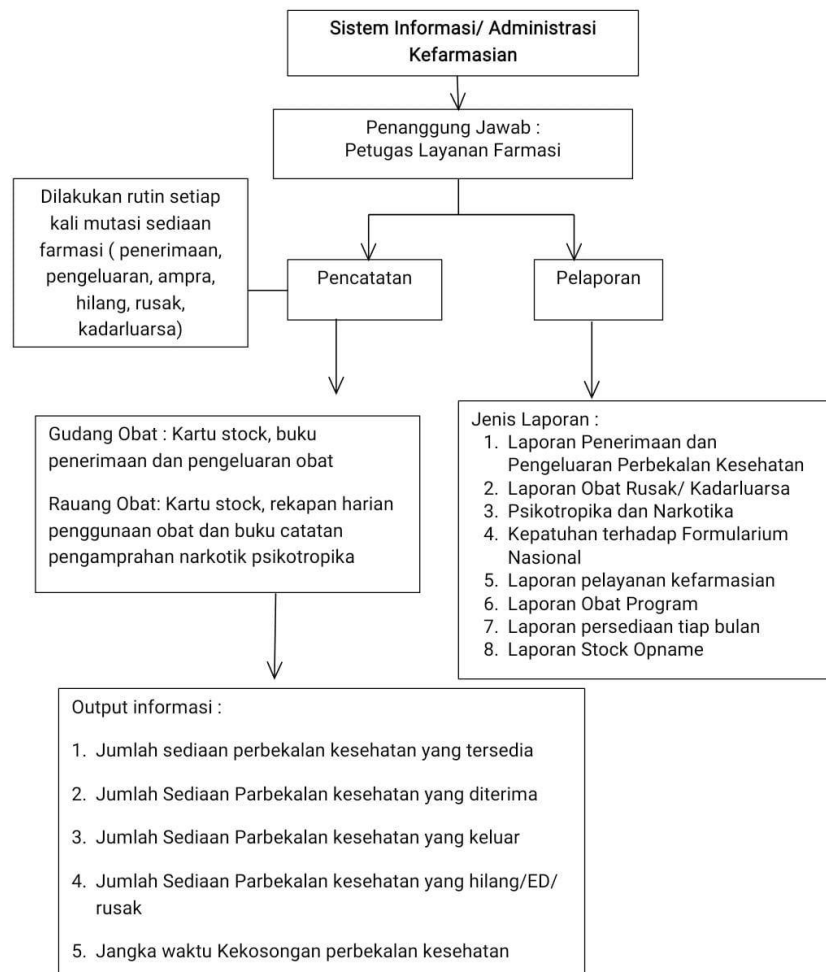 Sistem Informasi/ Administrasi
Kefarmasian
Penanggung Jawab :
Petugas Layanan Farmasi
Dilakukan rutin setiap
kali mutasi sediaan
farmasi ( penerimaan,
pengeluaran, ampra,
hilang, rusak,
kadarluarsa)
Pencatatan
Pelaporan
Gudang Obat : Kartu stock, buku
penerimaan dan pengeluaran obat
Rauang Obat: Kartu stock, rekapan harian
penggunaan obat dan buku catatan
pengamprahan narkotik psikotropika
Jenis Laporan :
1. Laporan Penerimaan dan
Pengeluaran Perbekalan Kesehatan
2. Laporan Obat Rusak/ Kadarluarsa
3. Psikotropika dan Narkotika
4. Kepatuhan terhadap Formularium
Nasional
5. Laporan pelayanan kefarmasian
6. Laporan Obat Program
7. Laporan persediaan tiap bulan
8. Laporan Stock Opname
Output informasi :
1. Jumlah sediaan perbekalan kesehatan yang tersedia
2. Jumlah Sediaan Parbekalan kesehatan yang diterima
3. Jumlah Sediaan Parbekalan kesehatan yang keluar
4. Jumlah Sediaan Parbekalan kesehatan yang hilang/ED/
rusak
5. Jangka waktu Kekosongan perbekalan kesehatan